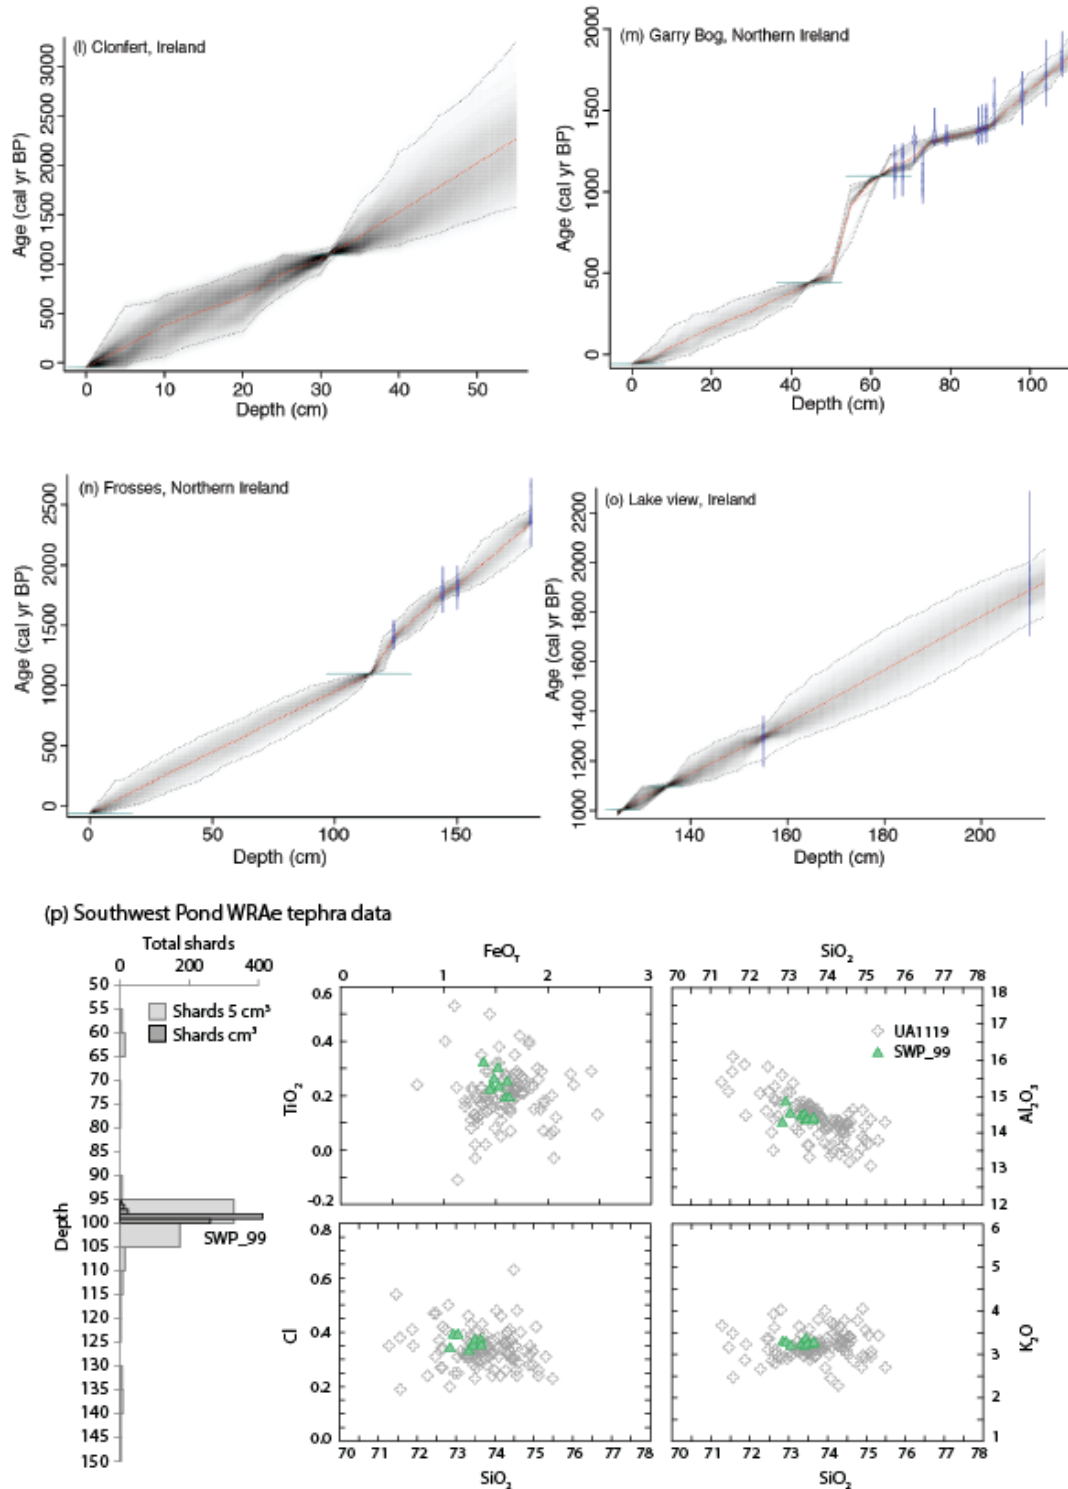 (l) Clonfert, Ireland
Age (cal yr BP)
0 500 1000 1500 2000 2500 3000
0 10 20 30 40 50
Depth (cm)
(m) Garry Bog, Northern Ireland
Age (cal yr BP)
0 500 1000 1500 2000
0 20 40 60 80 100
Depth (cm)
(n) Frosses, Northern Ireland
Age (cal yr BP)
0 500 1000 1500 2000 2500
0 50 100 150
Depth (cm)
(o) Lake view, Ireland
Age (cal yr BP)
1000 1200 1400 1600 1800 2000 2200
140 160 180 200
Depth (cm)
(p) Southwest Pond WRAe tephra data
Total shards
0 200 400
Depth
50
60
65
70
75
80
85
90
95
100
105
110
115
120
125
130
135
140
145
150
Shards 5 cm³
Shards cm³
SWP_99
FeO_T
0 1 2 3
TiO₂
0.6
0.4
0.2
0.0
-0.2
SiO₂
70 71 72 73 74 75 76 77 78
UA1119
SWP_99
Al₂O₃
18
17
16
15
14
13
12
Cl
0.8
0.6
0.4
0.2
0.0
70 71 72 73 74 75 76 77 78
SiO₂
K₂O
6
5
4
3
2
1
70 71 72 73 74 75 76 77 78
SiO₂